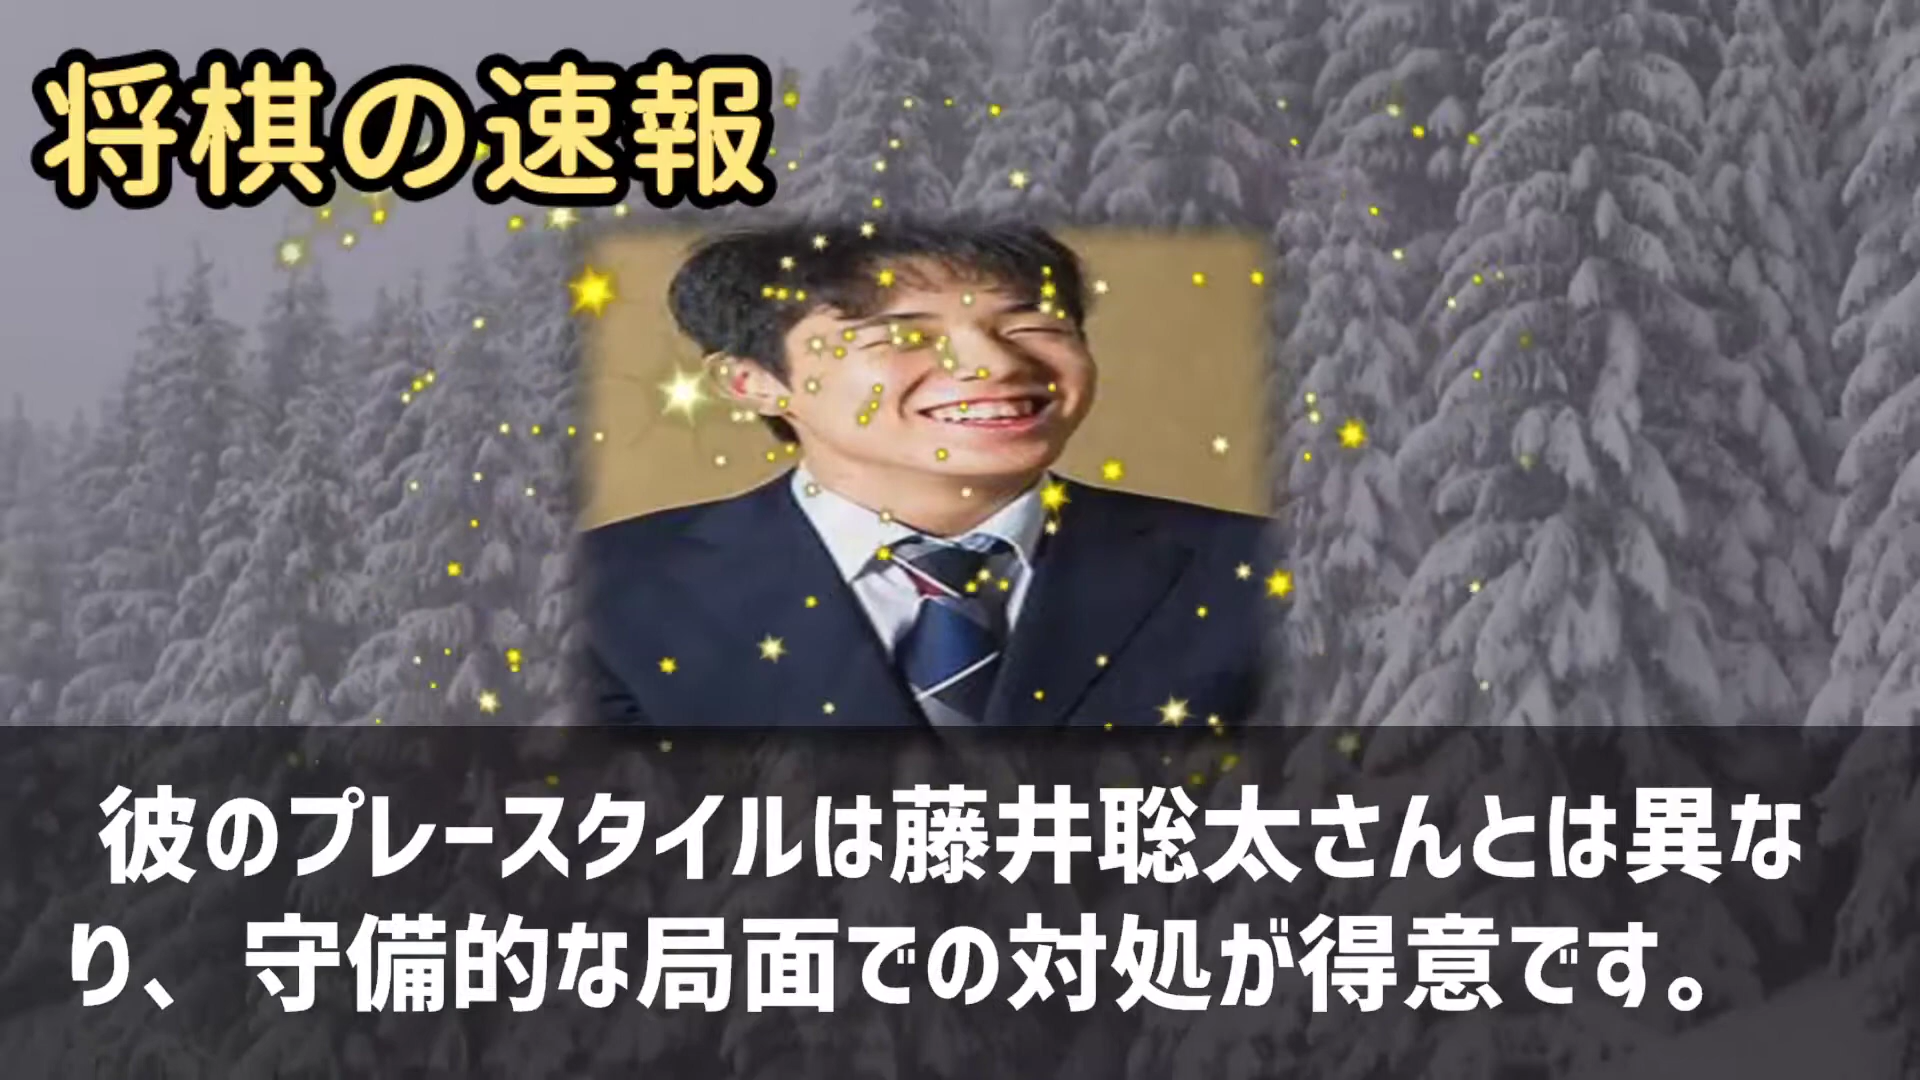 将棋の速報
彼のプレースタイルは藤井聡太さんとは異な
り、守備的な局面での対処が得意です。